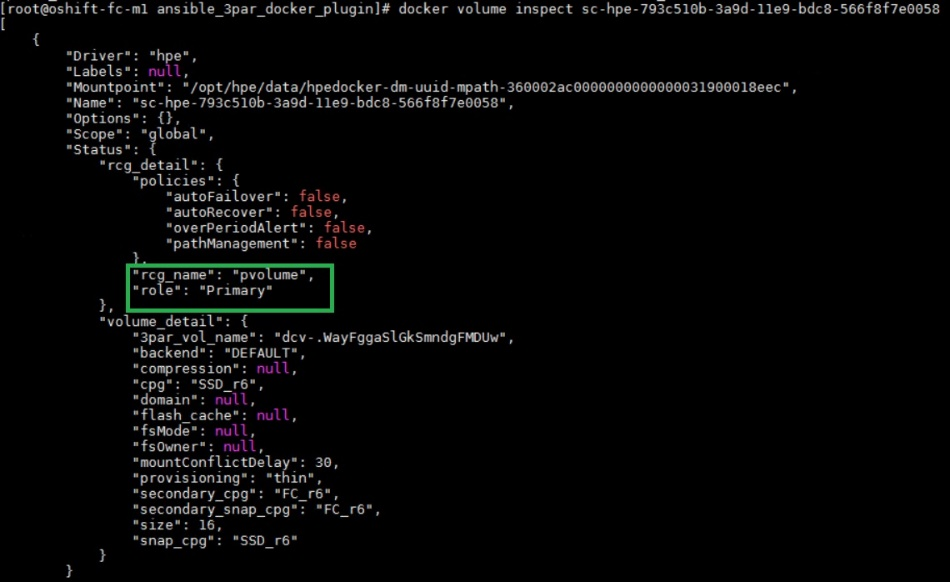 [root@oshift-fc-m1 ansible_3par_docker_plugin]# docker volume inspect sc-hpe-793c510b-3a9d-11e9-bdc8-566f8f7e0058
[
    {
        "Driver": "hpe",
        "Labels": null,
        "Mountpoint": "/opt/hpe/data/hpedocker-dm-uuid-mpath-360002ac0000000000000031900018eec",
        "Name": "sc-hpe-793c510b-3a9d-11e9-bdc8-566f8f7e0058",
        "Options": {},
        "Scope": "global",
        "Status": {
            "rcg_detail": {
                "policies": {
                    "autoFailover": false,
                    "autoRecover": false,
                    "overPeriodAlert": false,
                    "pathManagement": false
                },
                "rcg_name": "pvolume",
                "role": "Primary"
            },
            "volume_detail": {
                "3par_vol_name": "dcv-.WayFggaSlGkSmndgFMDUw",
                "backend": "DEFAULT",
                "compression": null,
                "cpg": "SSD_r6",
                "domain": null,
                "flash_cache": null,
                "fsMode": null,
                "fsOwner": null,
                "mountConflictDelay": 30,
                "provisioning": "thin",
                "secondary_cpg": "FC_r6",
                "secondary_snap_cpg": "FC_r6",
                "size": 16,
                "snap_cpg": "SSD_r6"
            }
        }